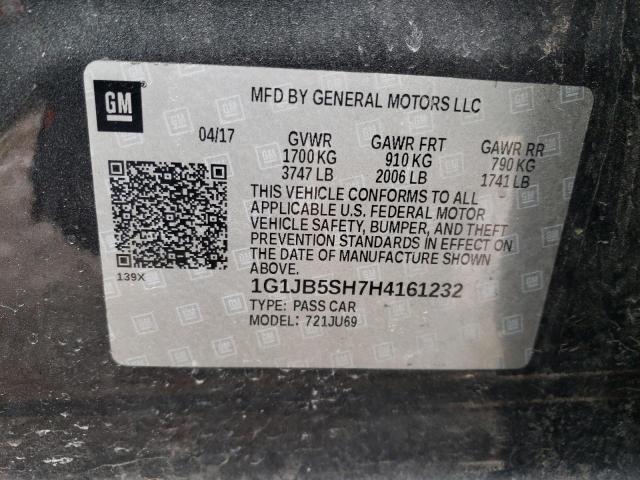 GM
MFD BY GENERAL MOTORS LLC
04/17 GVWR GAWR FRT GAWR RR
1700 KG 910 KG 790 KG
3747 LB 2006 LB 1741 LB
THIS VEHICLE CONFORMS TO ALL
APPLICABLE U.S. FEDERAL MOTOR
VEHICLE SAFETY, BUMPER, AND THEFT
PREVENTION STANDARDS IN EFFECT ON
THE DATE OF MANUFACTURE SHOWN
ABOVE.
139X
1G1JB5SH7H4161232
TYPE: PASS CAR
MODEL: 721JU69